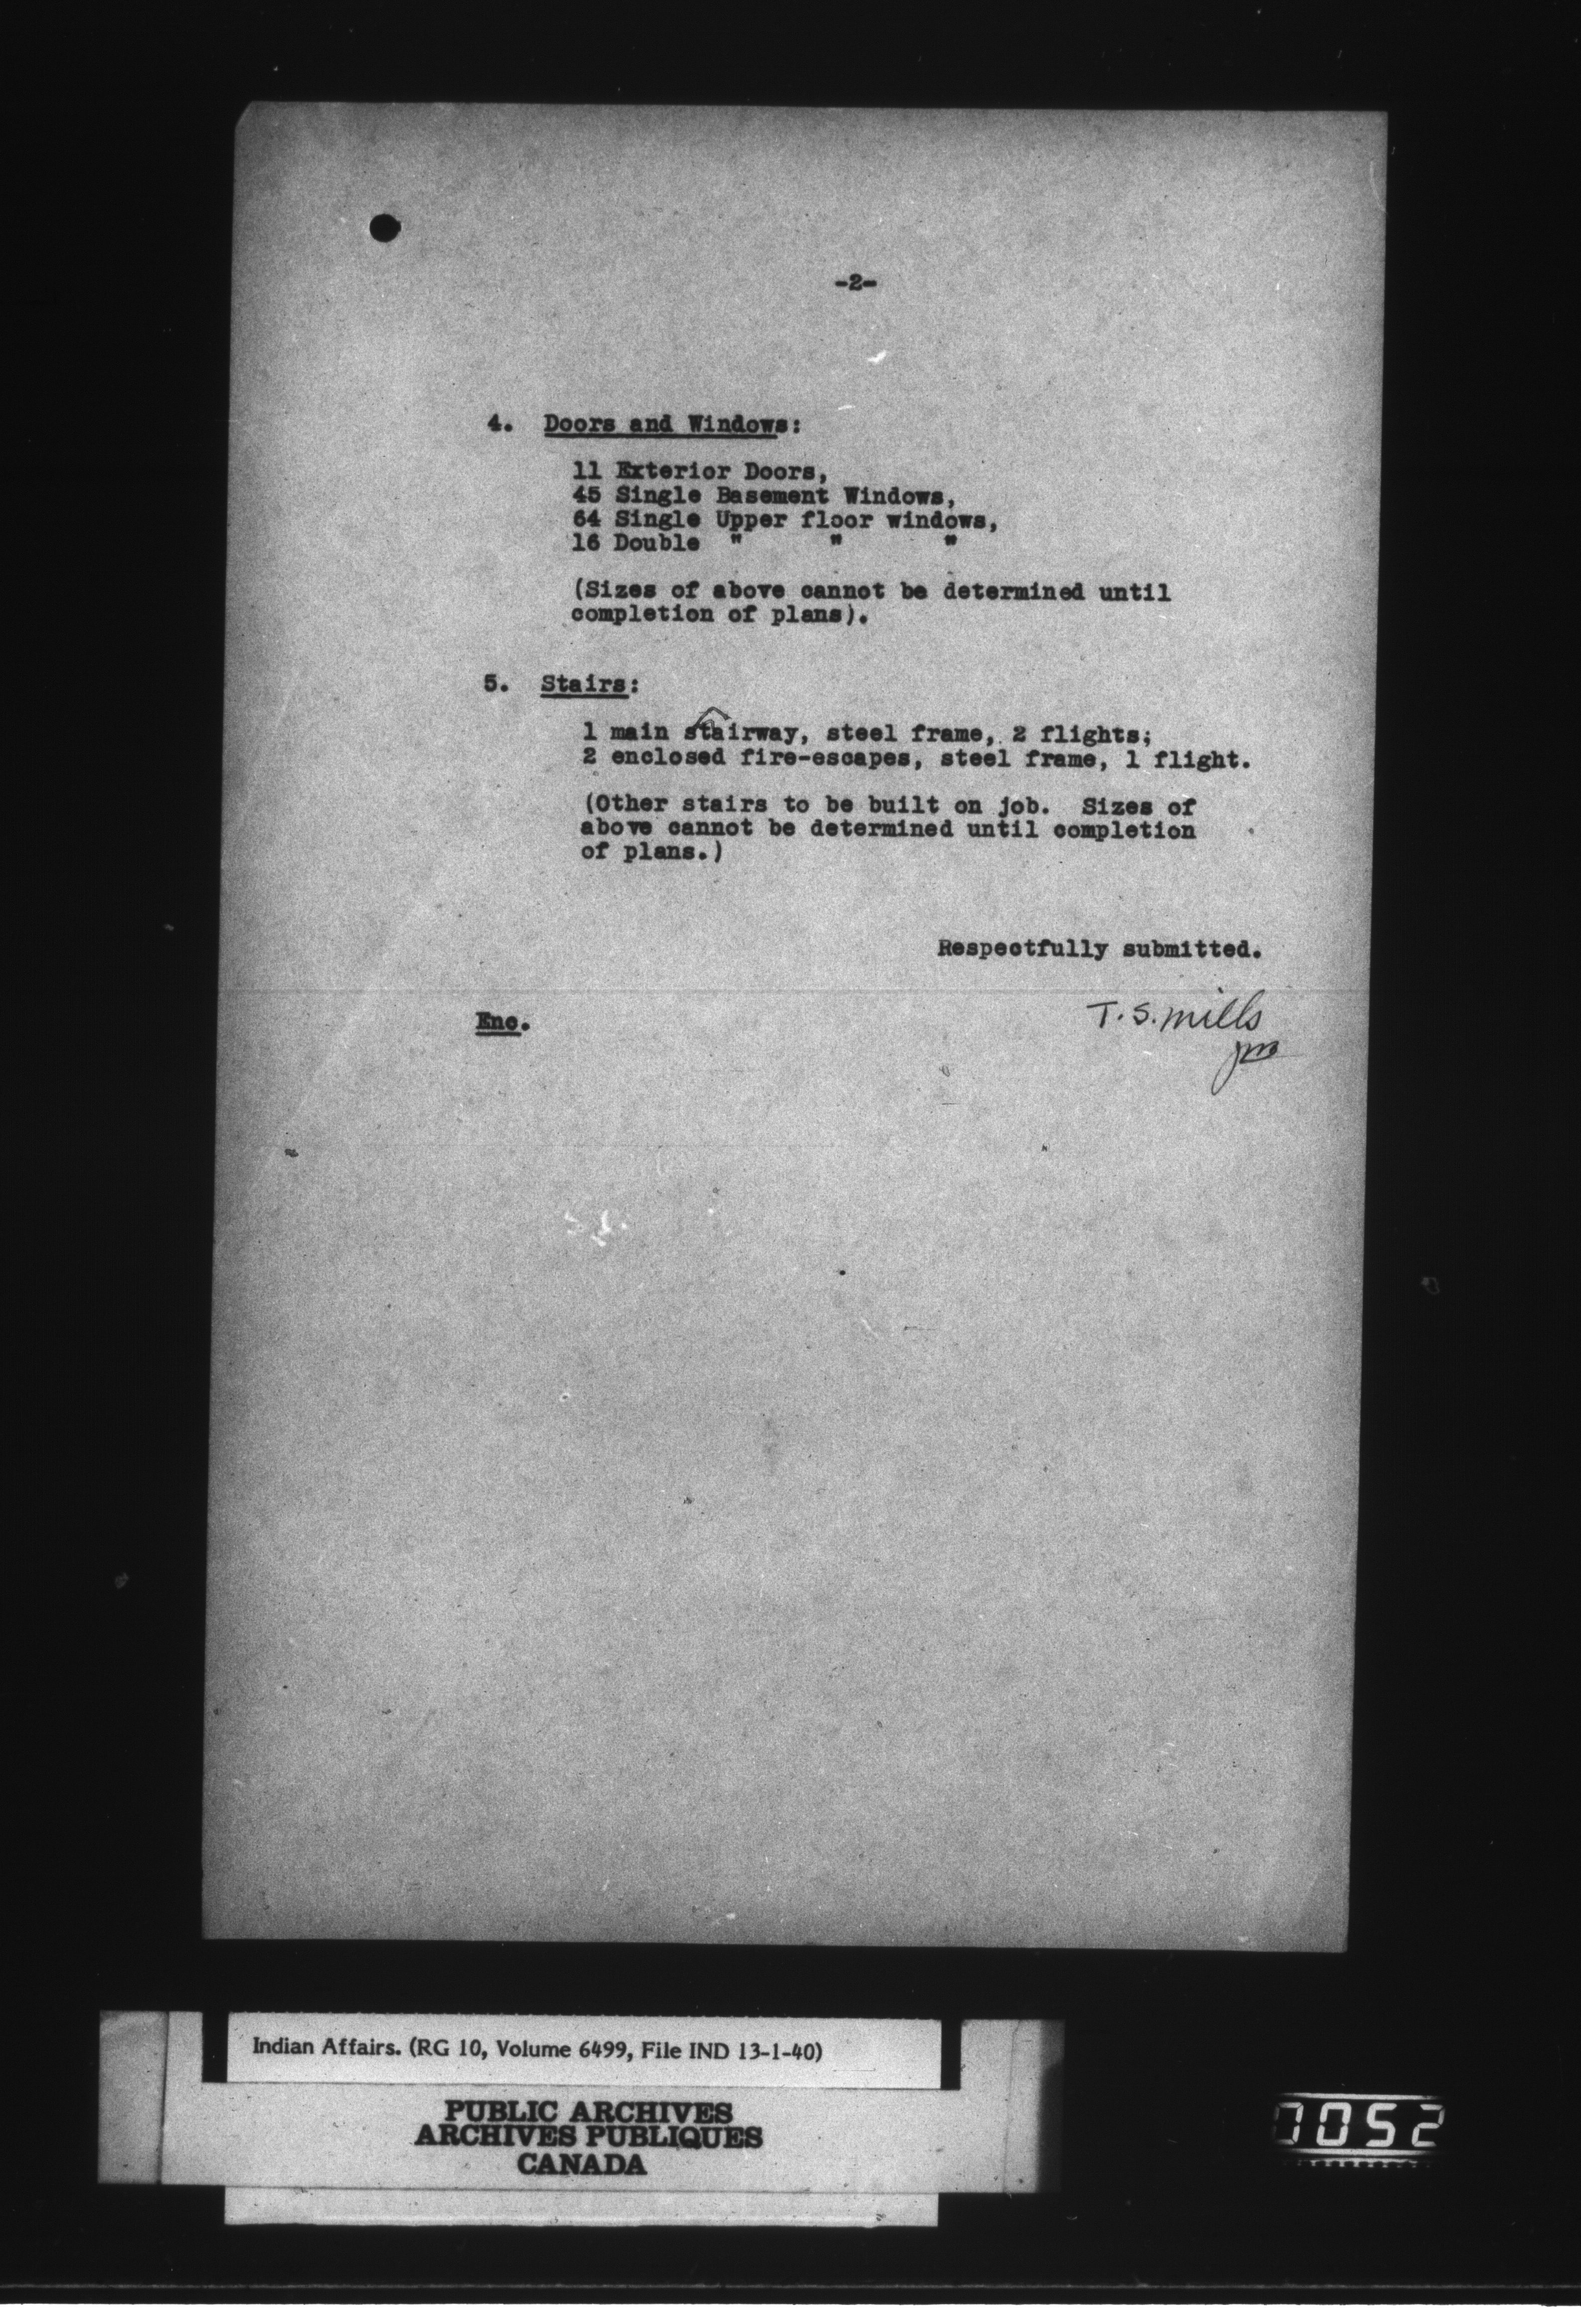 -2-
4. Doors and Windows:
11 Exterior Doors,
45 Single Basement Windows,
64 Single Upper floor windows,
16 Double " " "
(Sizes of above cannot be determined until
completion of plans).
5. Stairs:
1 main stairway, steel frame, 2 flights;
2 enclosed fire-escapes, steel frame, 1 flight.
(Other stairs to be built on job. Sizes of
above cannot be determined until completion
of plans.)
Respectfully submitted.
Enc.
T. S. Mills
jm
Indian Affairs. (RG 10, Volume 6499, File IND 13-1-40)
PUBLIC ARCHIVES
ARCHIVES PUBLIQUES
CANADA
0052